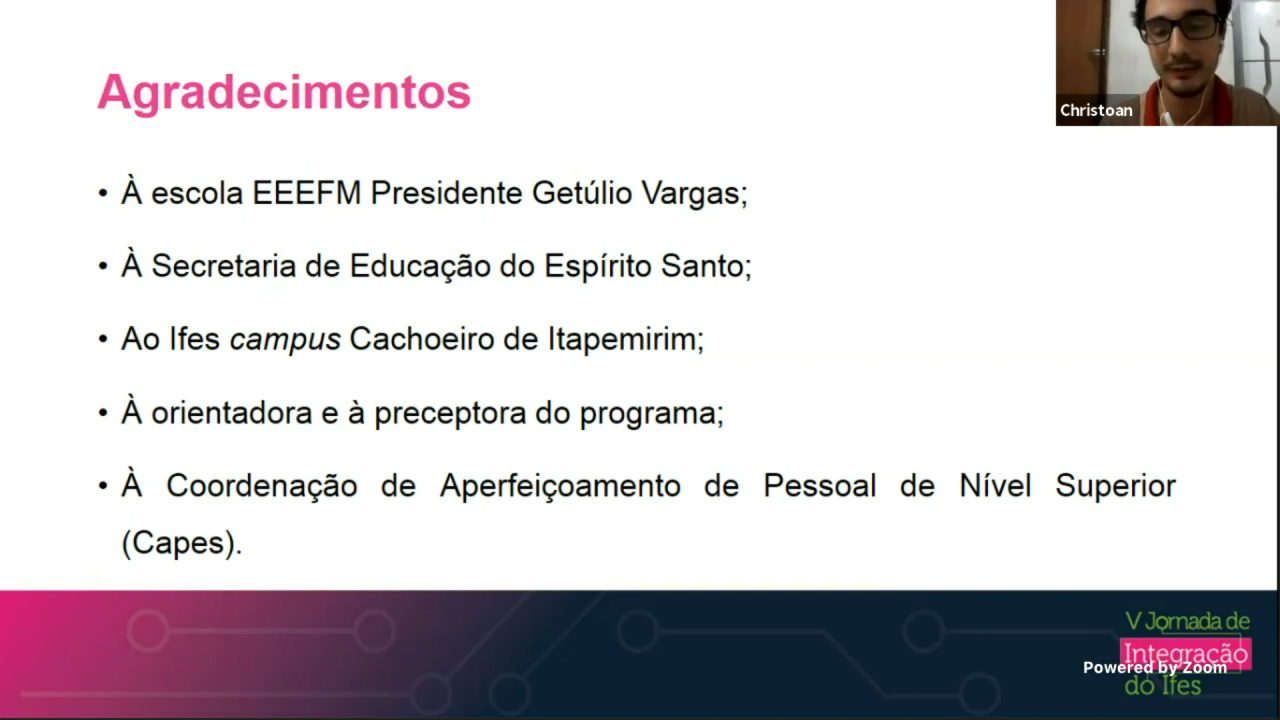 Agradecimentos
Christoan
• À escola EEEFM Presidente Getúlio Vargas;
• À Secretaria de Educação do Espírito Santo;
• Ao Ifes campus Cachoeiro de Itapemirim;
• À orientadora e à preceptora do programa;
• À Coordenação de Aperfeiçoamento de Pessoal de Nível Superior
(Capes).
V Jornada de
Integração
Powered by Zoom
do Ifes